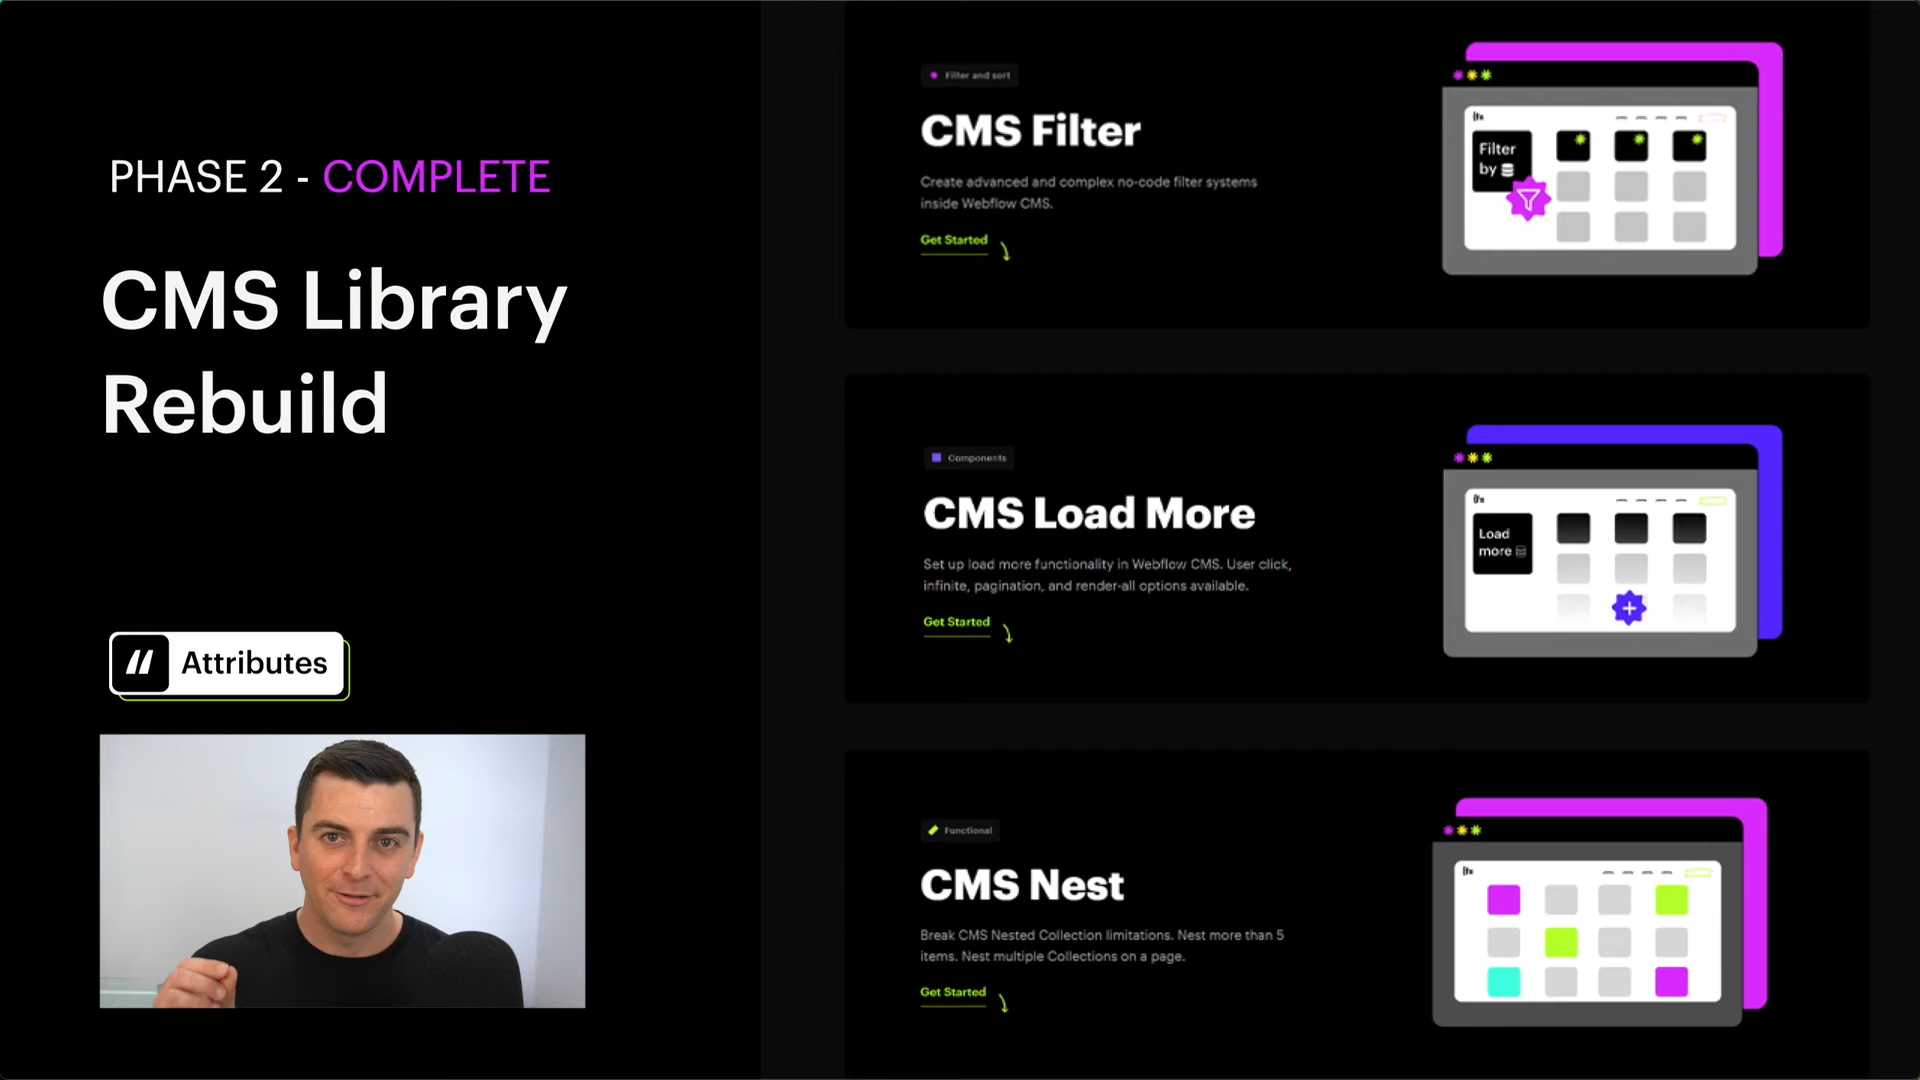 PHASE 2 - COMPLETE
CMS Library
Rebuild
Attributes
Filter and sort
CMS Filter
Create advanced and complex no-code filter systems
inside Webflow CMS.
Get Started
Filter
by
Components
CMS Load More
Set up load more functionality in Webflow CMS. User click,
infinite, pagination, and render-all options available.
Get Started
Load
more
Functional
CMS Nest
Break CMS Nested Collection limitations. Nest more than 5
items. Nest multiple Collections on a page.
Get Started